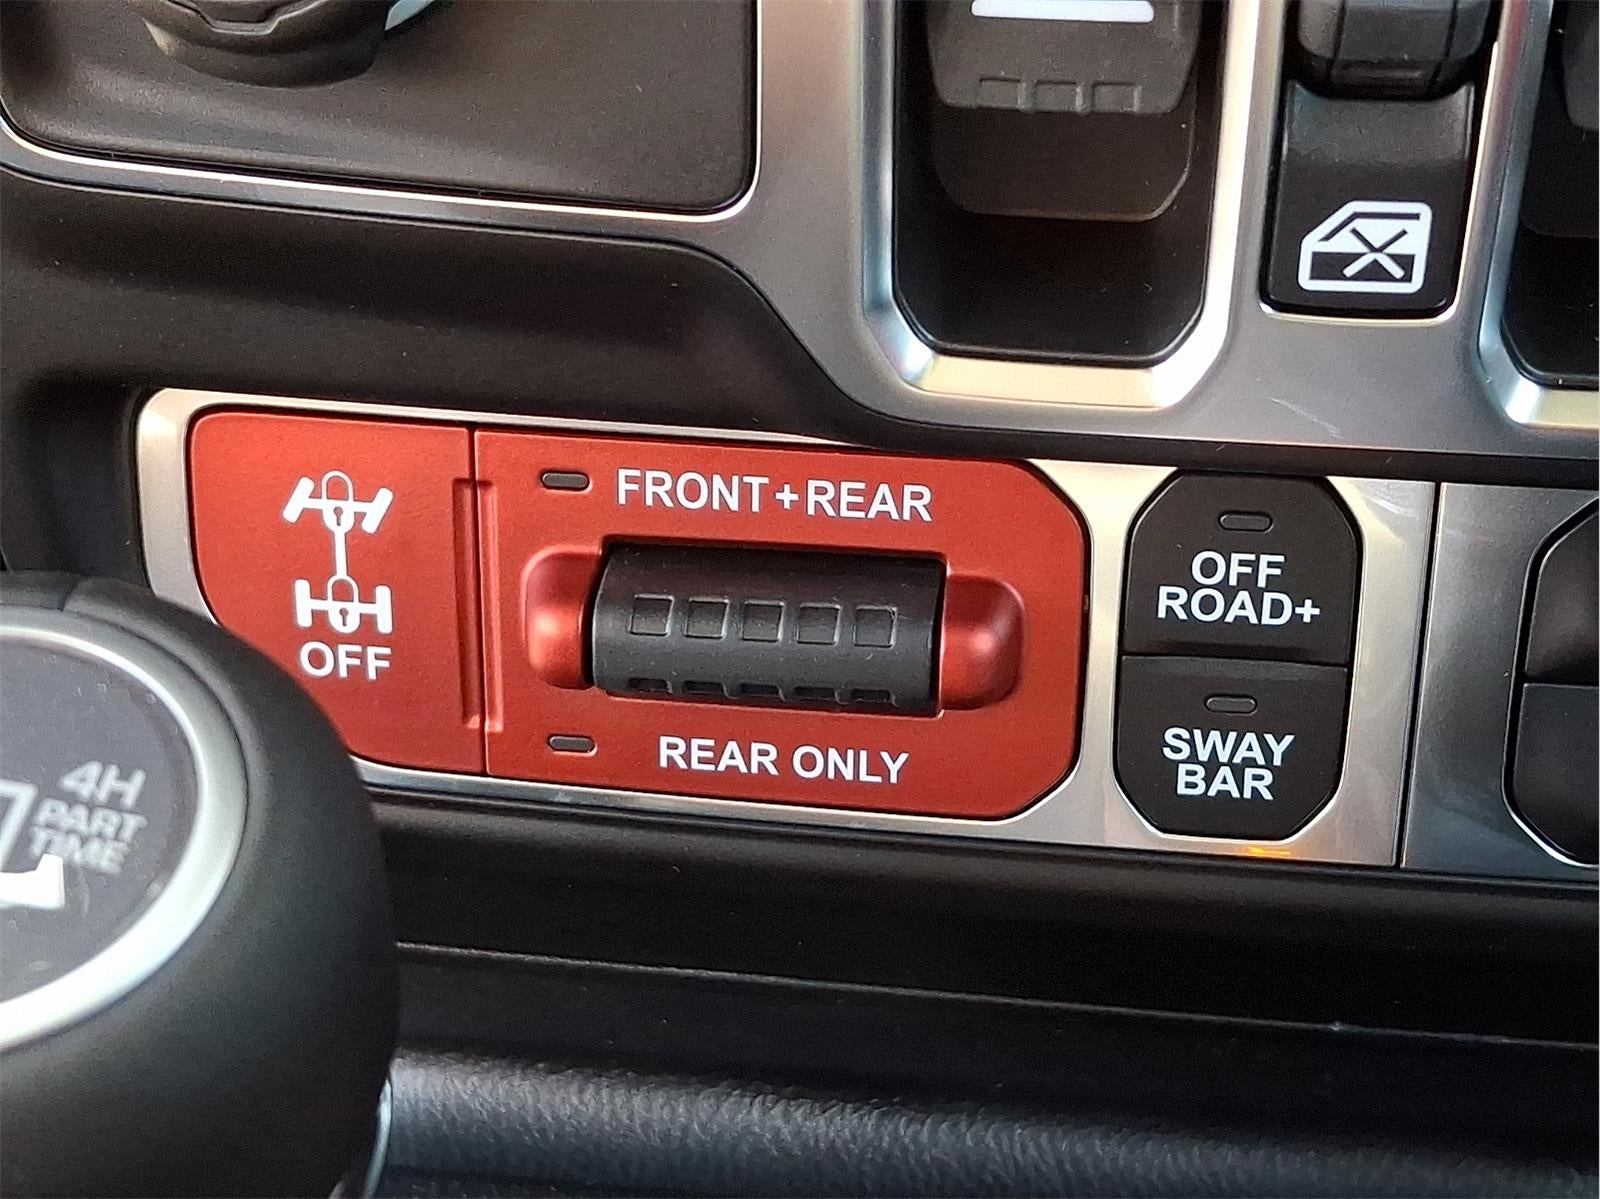 FRONT+REAR
OFF
REAR ONLY
OFF
ROAD+
SWAY
BAR
4H
PART
TIME